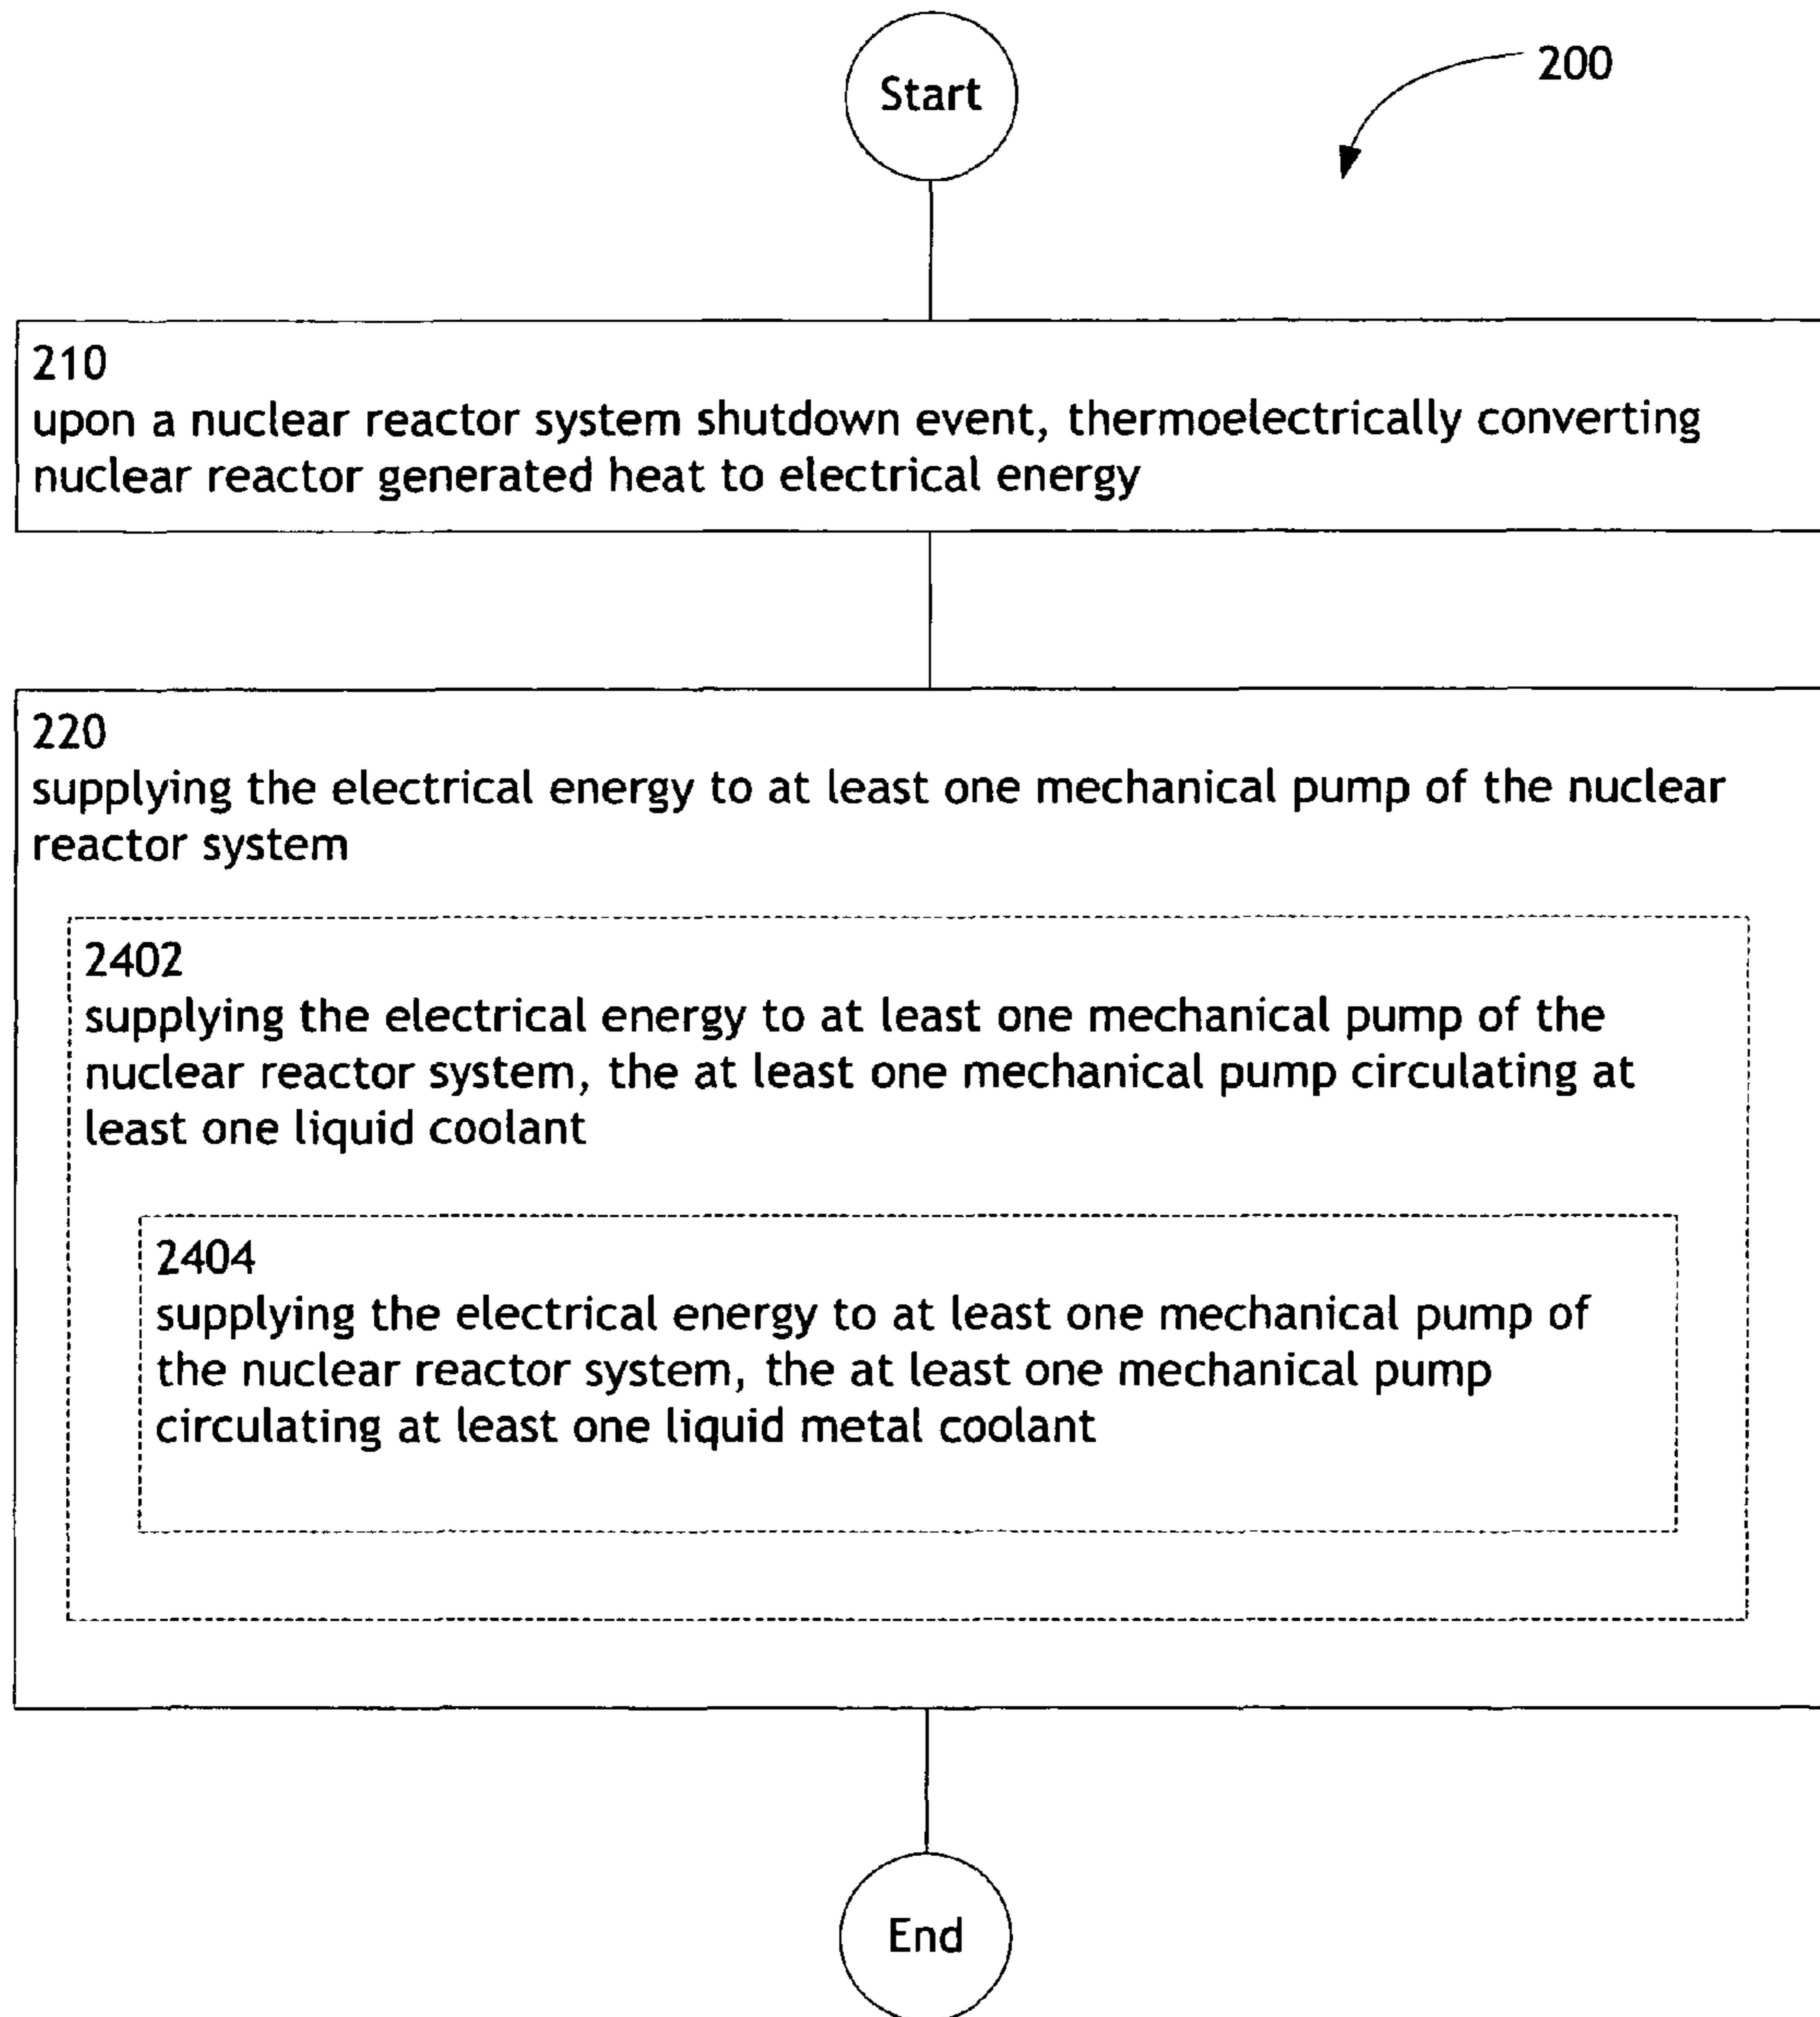 Start
200
210
upon a nuclear reactor system shutdown event, thermoelectrically converting
nuclear reactor generated heat to electrical energy
220
supplying the electrical energy to at least one mechanical pump of the nuclear
reactor system
2402
supplying the electrical energy to at least one mechanical pump of the
nuclear reactor system, the at least one mechanical pump circulating at
least one liquid coolant
2404
supplying the electrical energy to at least one mechanical pump of
the nuclear reactor system, the at least one mechanical pump
circulating at least one liquid metal coolant
End